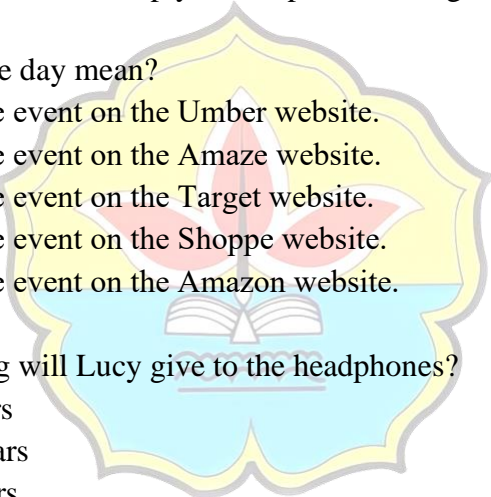 e day mean?
e event on the Umber website.
e event on the Amaze website.
e event on the Target website.
e event on the Shoppe website.
e event on the Amazon website.
g will Lucy give to the headphones?
rs
ars
rs